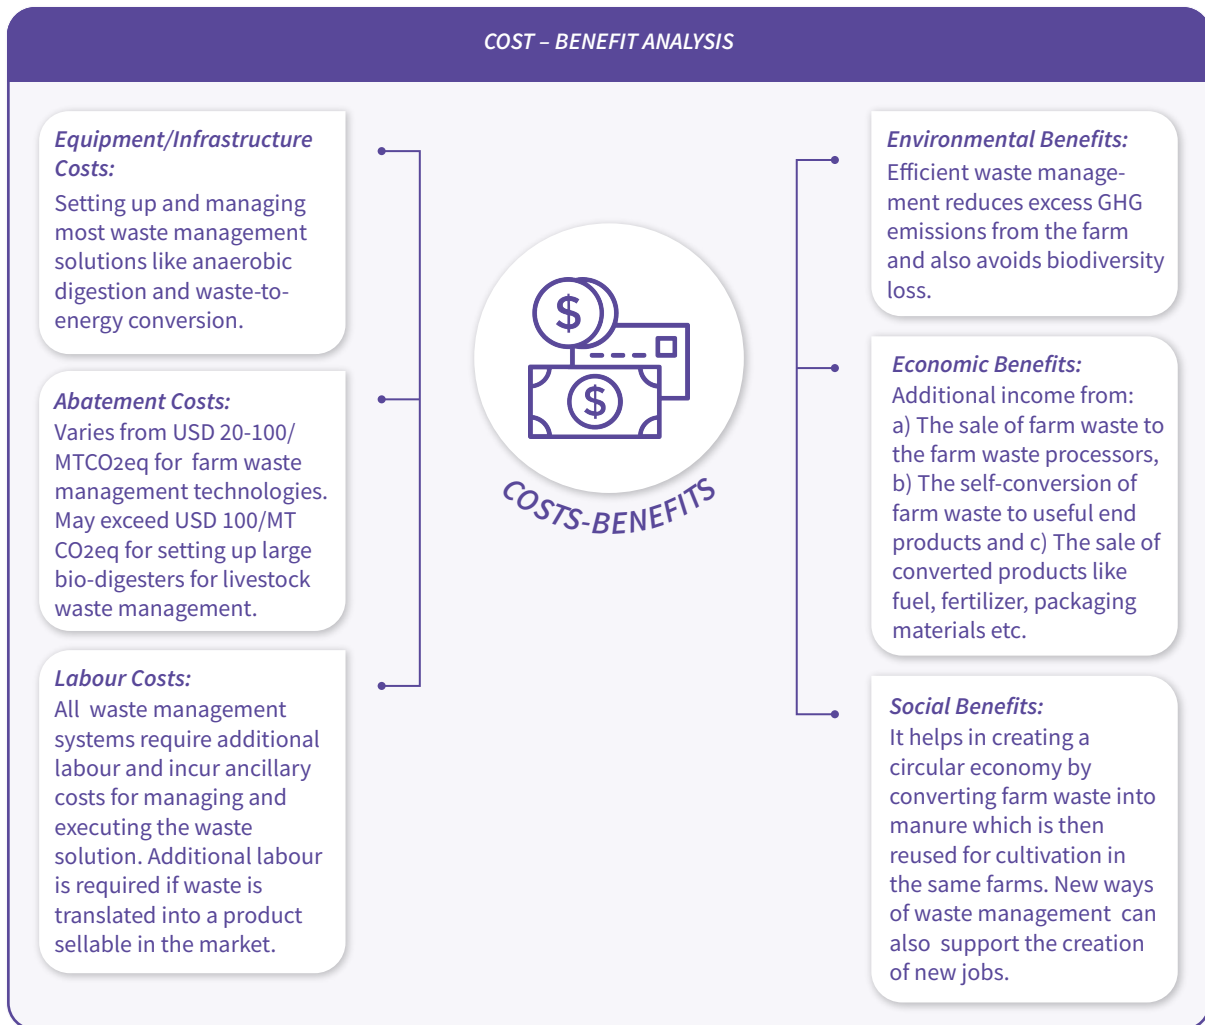 COST – BENEFIT ANALYSIS
Equipment/Infrastructure
Costs:
Setting up and managing
most waste management
solutions like anaerobic
digestion and waste-to-
energy conversion.
Abatement Costs:
Varies from USD 20-100/
MTCO2eq for farm waste
management technologies.
May exceed USD 100/MT
CO2eq for setting up large
bio-digesters for livestock
waste management.
Labour Costs:
All waste management
systems require additional
labour and incur ancillary
costs for managing and
executing the waste
solution. Additional labour
is required if waste is
translated into a product
sellable in the market.
$
$
COSTS-BENEFITS
Environmental Benefits:
Efficient waste manage-
ment reduces excess GHG
emissions from the farm
and also avoids biodiversity
loss.
Economic Benefits:
Additional income from:
a) The sale of farm waste to
the farm waste processors,
b) The self-conversion of
farm waste to useful end
products and c) The sale of
converted products like
fuel, fertilizer, packaging
materials etc.
Social Benefits:
It helps in creating a
circular economy by
converting farm waste into
manure which is then
reused for cultivation in
the same farms. New ways
of waste management can
also support the creation
of new jobs.